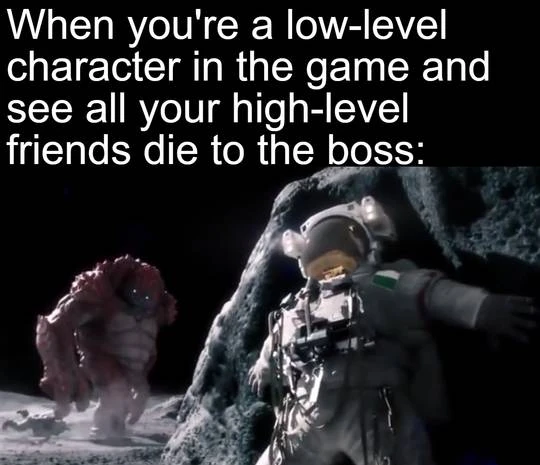 When you're a low-level
character in the game and
see all your high-level
friends die to the boss: